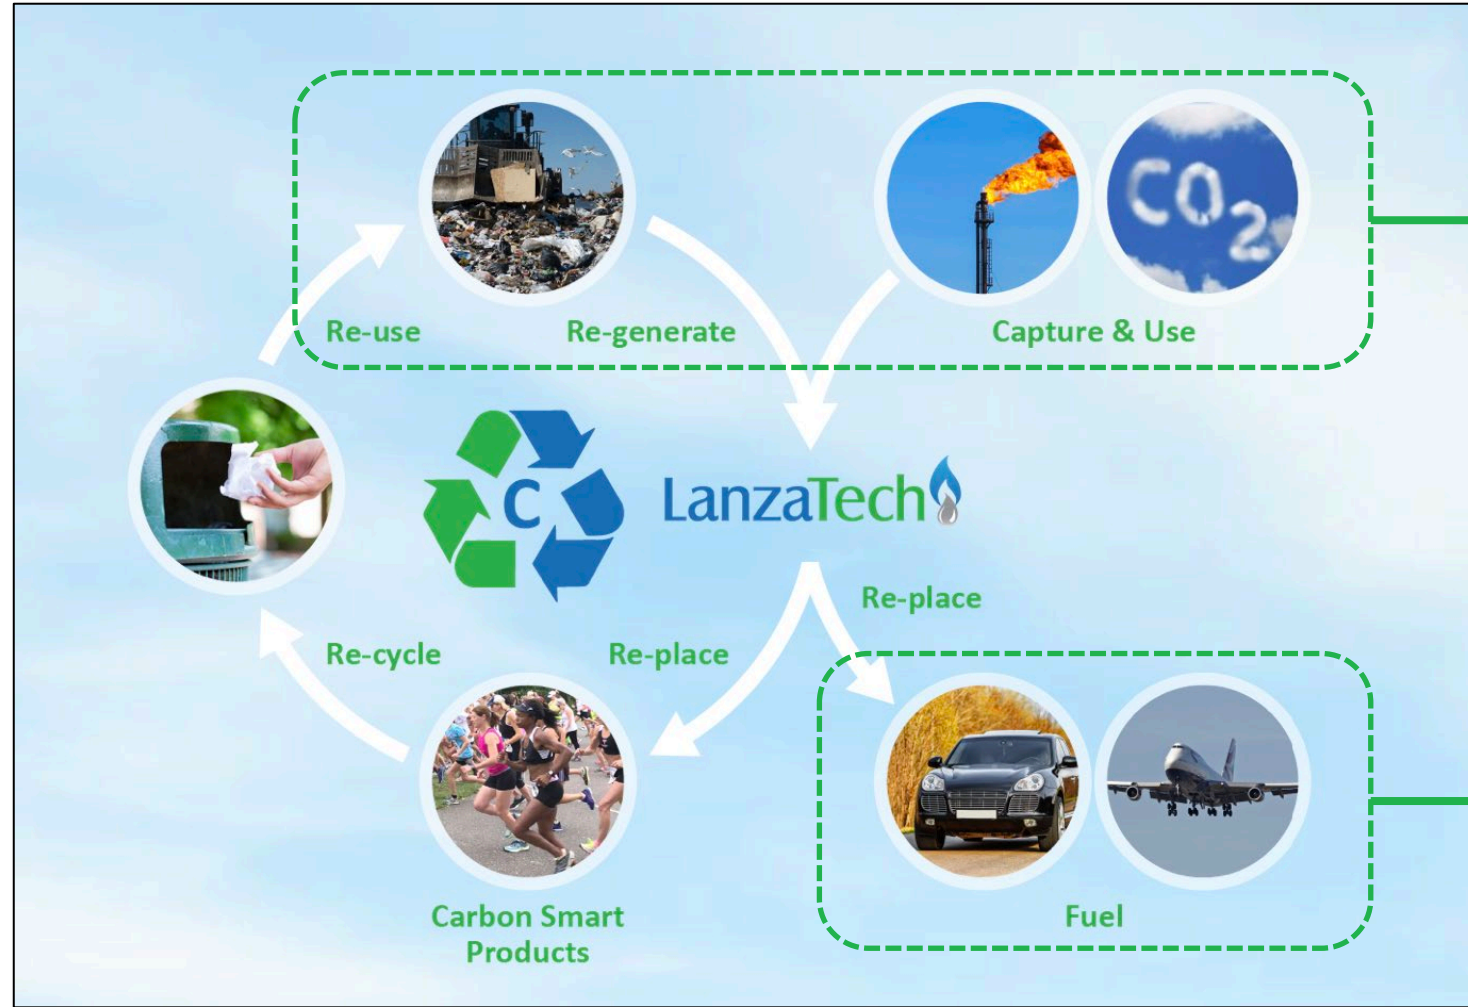 CO2
Re-use
Re-generate
Capture & Use
C
LanzaTech
Re-place
Re-cycle
Re-place
Carbon Smart
Products
Fuel